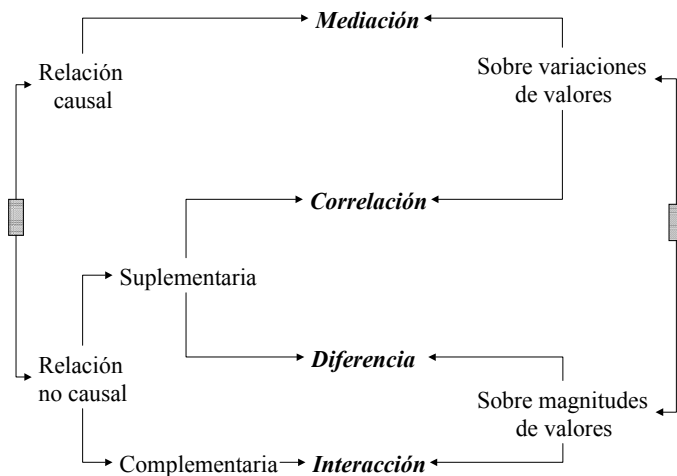 Mediación
Relación
causal
Sobre variaciones
de valores
Correlación
Suplementaria
Relación
no causal
Diferencia
Sobre magnitudes
de valores
Complementaria
Interacción